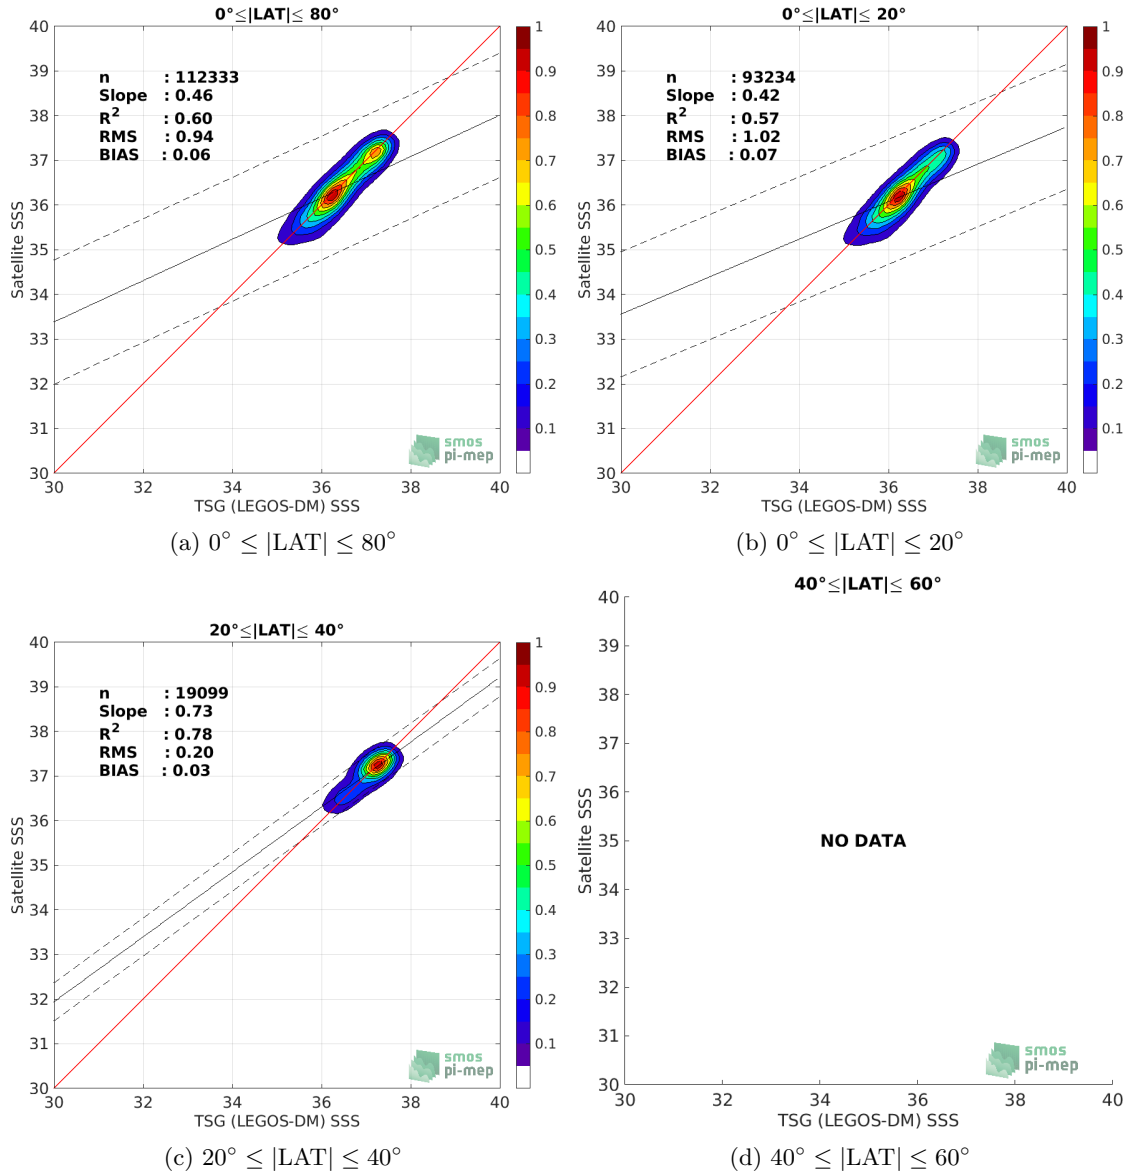 0°≤|LAT|≤ 80°
40
39
38
37
36
35
34
33
32
31
30
Satellite SSS
n : 112333
Slope : 0.46
R² : 0.60
RMS : 0.94
BIAS : 0.06
1
0.9
0.8
0.7
0.6
0.5
0.4
0.3
0.2
0.1
smos
pi-mep
30 32 34 36 38 40
TSG (LEGOS-DM) SSS
(a) 0° ≤ |LAT| ≤ 80°
0°≤|LAT|≤ 20°
40
39
38
37
36
35
34
33
32
31
30
Satellite SSS
n : 93234
Slope : 0.42
R² : 0.57
RMS : 1.02
BIAS : 0.07
1
0.9
0.8
0.7
0.6
0.5
0.4
0.3
0.2
0.1
smos
pi-mep
30 32 34 36 38 40
TSG (LEGOS-DM) SSS
(b) 0° ≤ |LAT| ≤ 20°
20°≤|LAT|≤ 40°
40
39
38
37
36
35
34
33
32
31
30
Satellite SSS
n : 19099
Slope : 0.73
R² : 0.78
RMS : 0.20
BIAS : 0.03
1
0.9
0.8
0.7
0.6
0.5
0.4
0.3
0.2
0.1
smos
pi-mep
30 32 34 36 38 40
TSG (LEGOS-DM) SSS
(c) 20° ≤ |LAT| ≤ 40°
40°≤|LAT|≤ 60°
40
39
38
37
36
35
34
33
32
31
30
Satellite SSS
NO DATA
smos
pi-mep
30 32 34 36 38 40
TSG (LEGOS-DM) SSS
(d) 40° ≤ |LAT| ≤ 60°